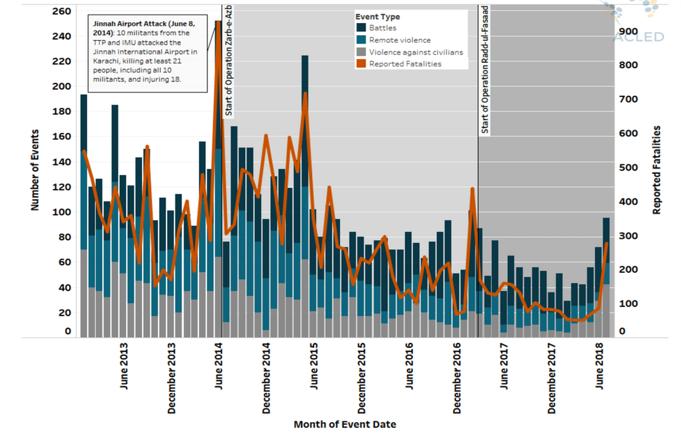 Jinnah Airport Attack (June 8,
2014): 10 militants from the
TTP and IMU attacked the
Jinnah International Airport in
Karachi, killing at least 21
people, including all 10
militants, and injuring 18.
Start of Operation Zarb-e-Azb
Event Type
Battles
Remote violence
Violence against civilians
Reported Fatalities
Start of Operation Radd-ul-Fasaad
ACLED
Number of Events
260
240
220
200
180
160
140
120
100
80
60
40
20
0
900
800
700
600
500
400
300
200
100
0
Reported Fatalities
June 2013
December 2013
June 2014
December 2014
June 2015
December 2015
June 2016
December 2016
June 2017
December 2017
June 2018
Month of Event Date